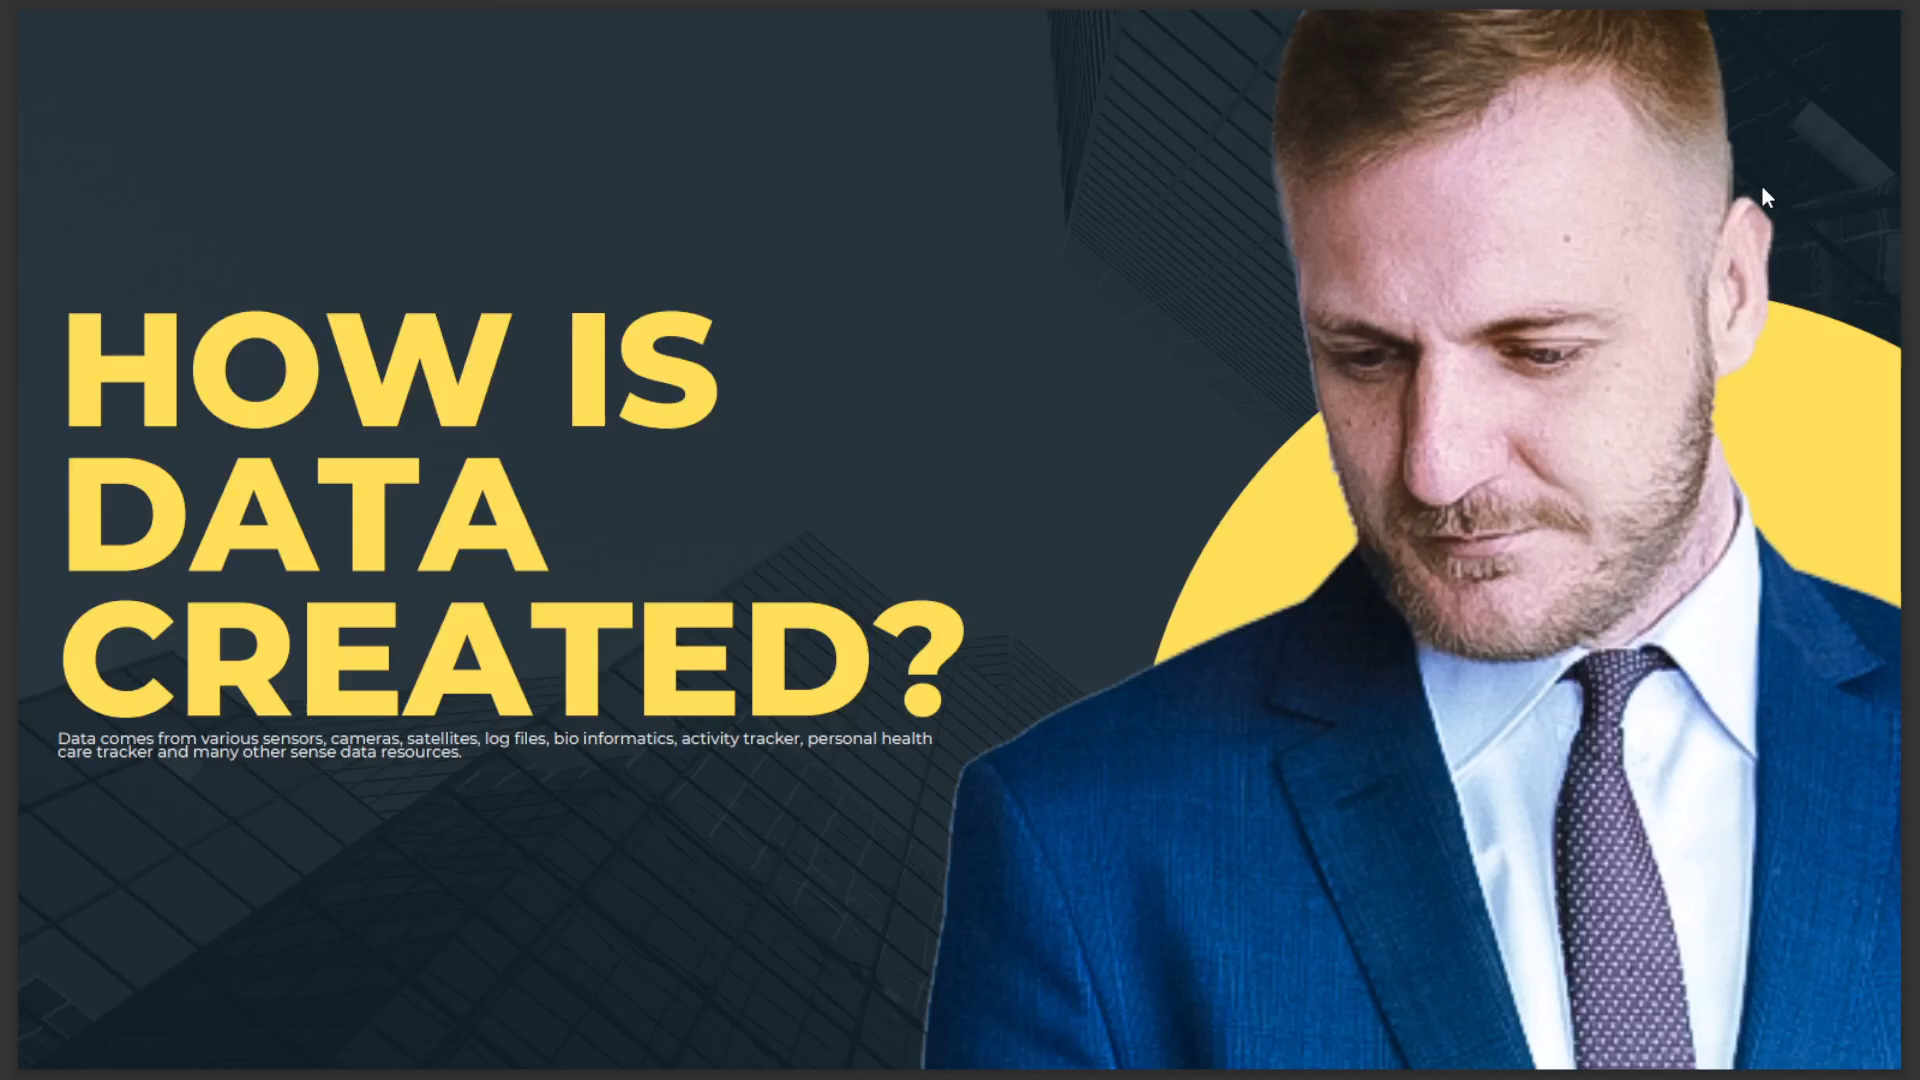 HOW IS
DATA
CREATED?
Data comes from various sensors, cameras, satellites, log files, bio informatics, activity tracker, personal health
care tracker and many other sense data resources.